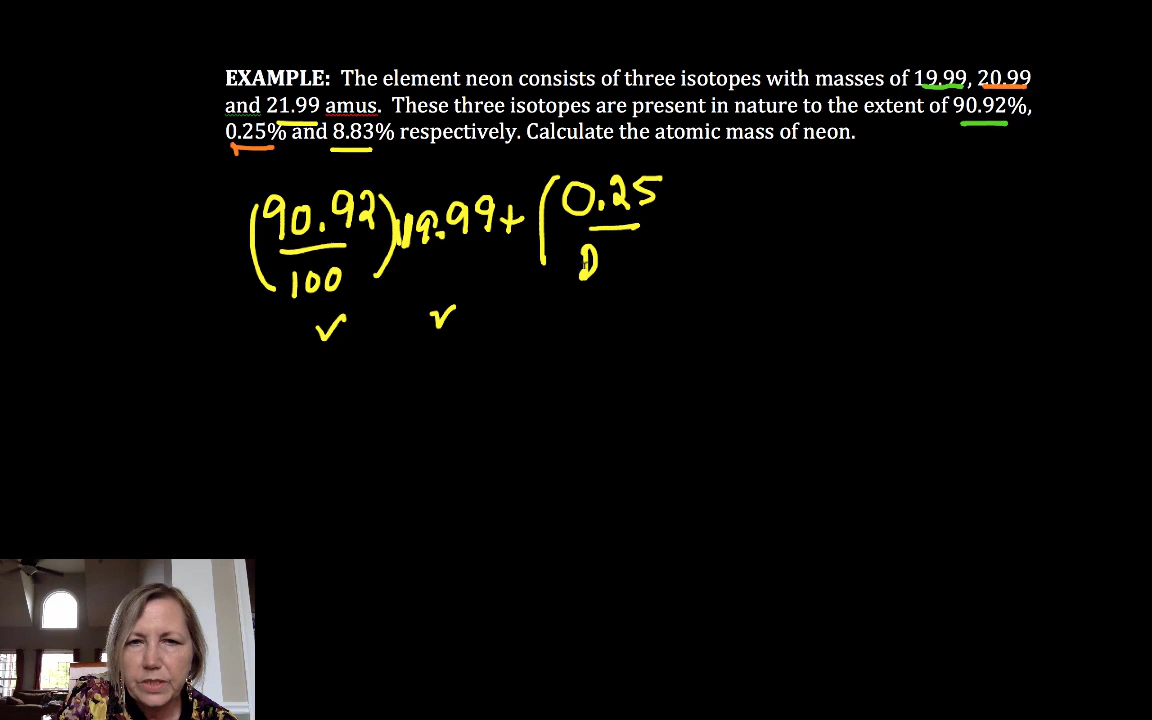 EXAMPLE: The element neon consists of three isotopes with masses of 19.99, 20.99
and 21.99 amus. These three isotopes are present in nature to the extent of 90.92%,
0.25% and 8.83% respectively. Calculate the atomic mass of neon.
(90.92/100)19.99+(0.25